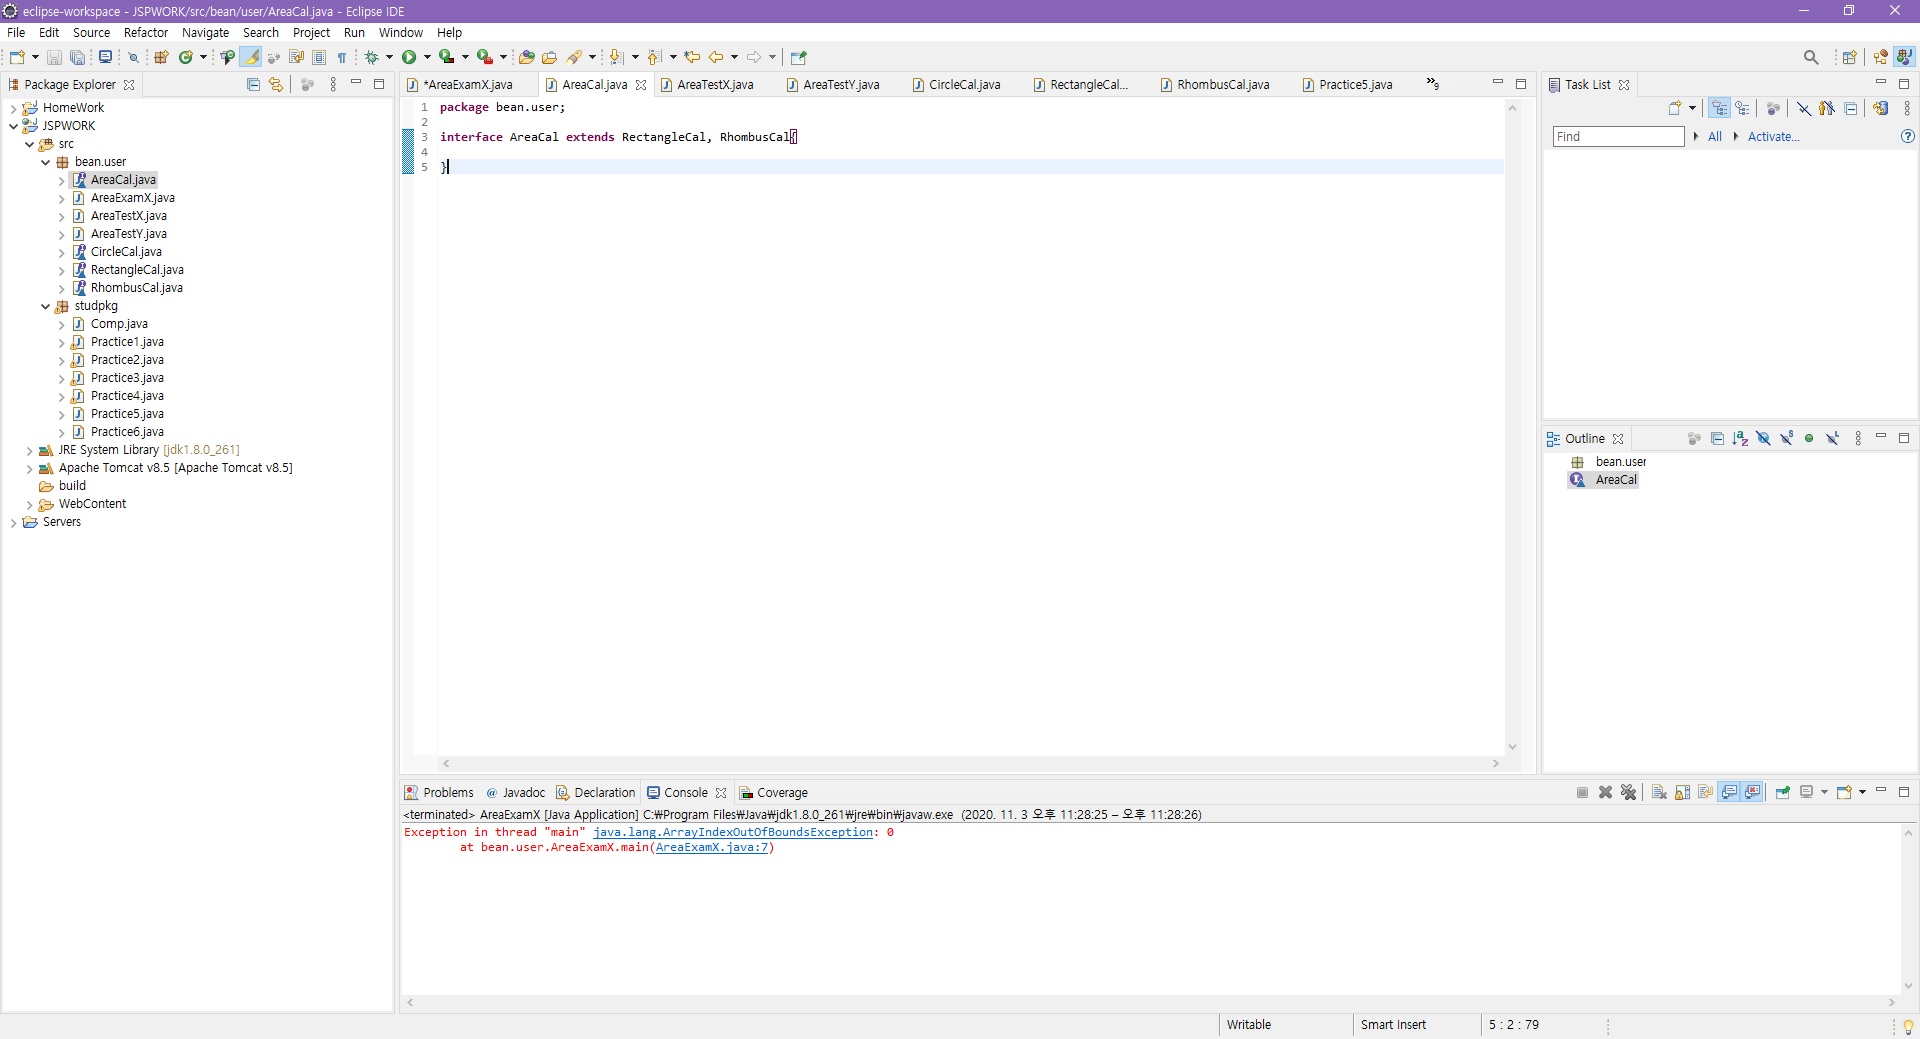 eclipse-workspace - JSPWORK/src/bean/user/AreaCal.java - Eclipse IDE
File Edit Source Refactor Navigate Search Project Run Window Help
Package Explorer
HomeWork
JSPWORK
src
bean.user
AreaCal.java
AreaExamX.java
AreaTestX.java
AreaTestY.java
CircleCal.java
RectangleCal.java
RhombusCal.java
studpkg
Comp.java
Practice1.java
Practice2.java
Practice3.java
Practice4.java
Practice5.java
Practice6.java
JRE System Library [jdk1.8.0_261]
Apache Tomcat v8.5 [Apache Tomcat v8.5]
build
WebContent
Servers
*AreaExamX.java AreaCal.java AreaTestX.java AreaTestY.java CircleCal.java RectangleCal... RhombusCal.java Practice5.java »9
1 package bean.user;
2
3 interface AreaCal extends RectangleCal, RhombusCal{
4
5 }
Task List
Find All Activate...
Outline
bean.user
AreaCal
Problems @ Javadoc Declaration Console Coverage
<terminated> AreaExamX [Java Application] C:₩Program Files₩Java₩jdk1.8.0_261₩jre₩bin₩javaw.exe (2020. 11. 3 오후 11:28:25 – 오후 11:28:26)
Exception in thread "main" java.lang.ArrayIndexOutOfBoundsException: 0
at bean.user.AreaExamX.main(AreaExamX.java:7)
Writable Smart Insert 5 : 2 : 79